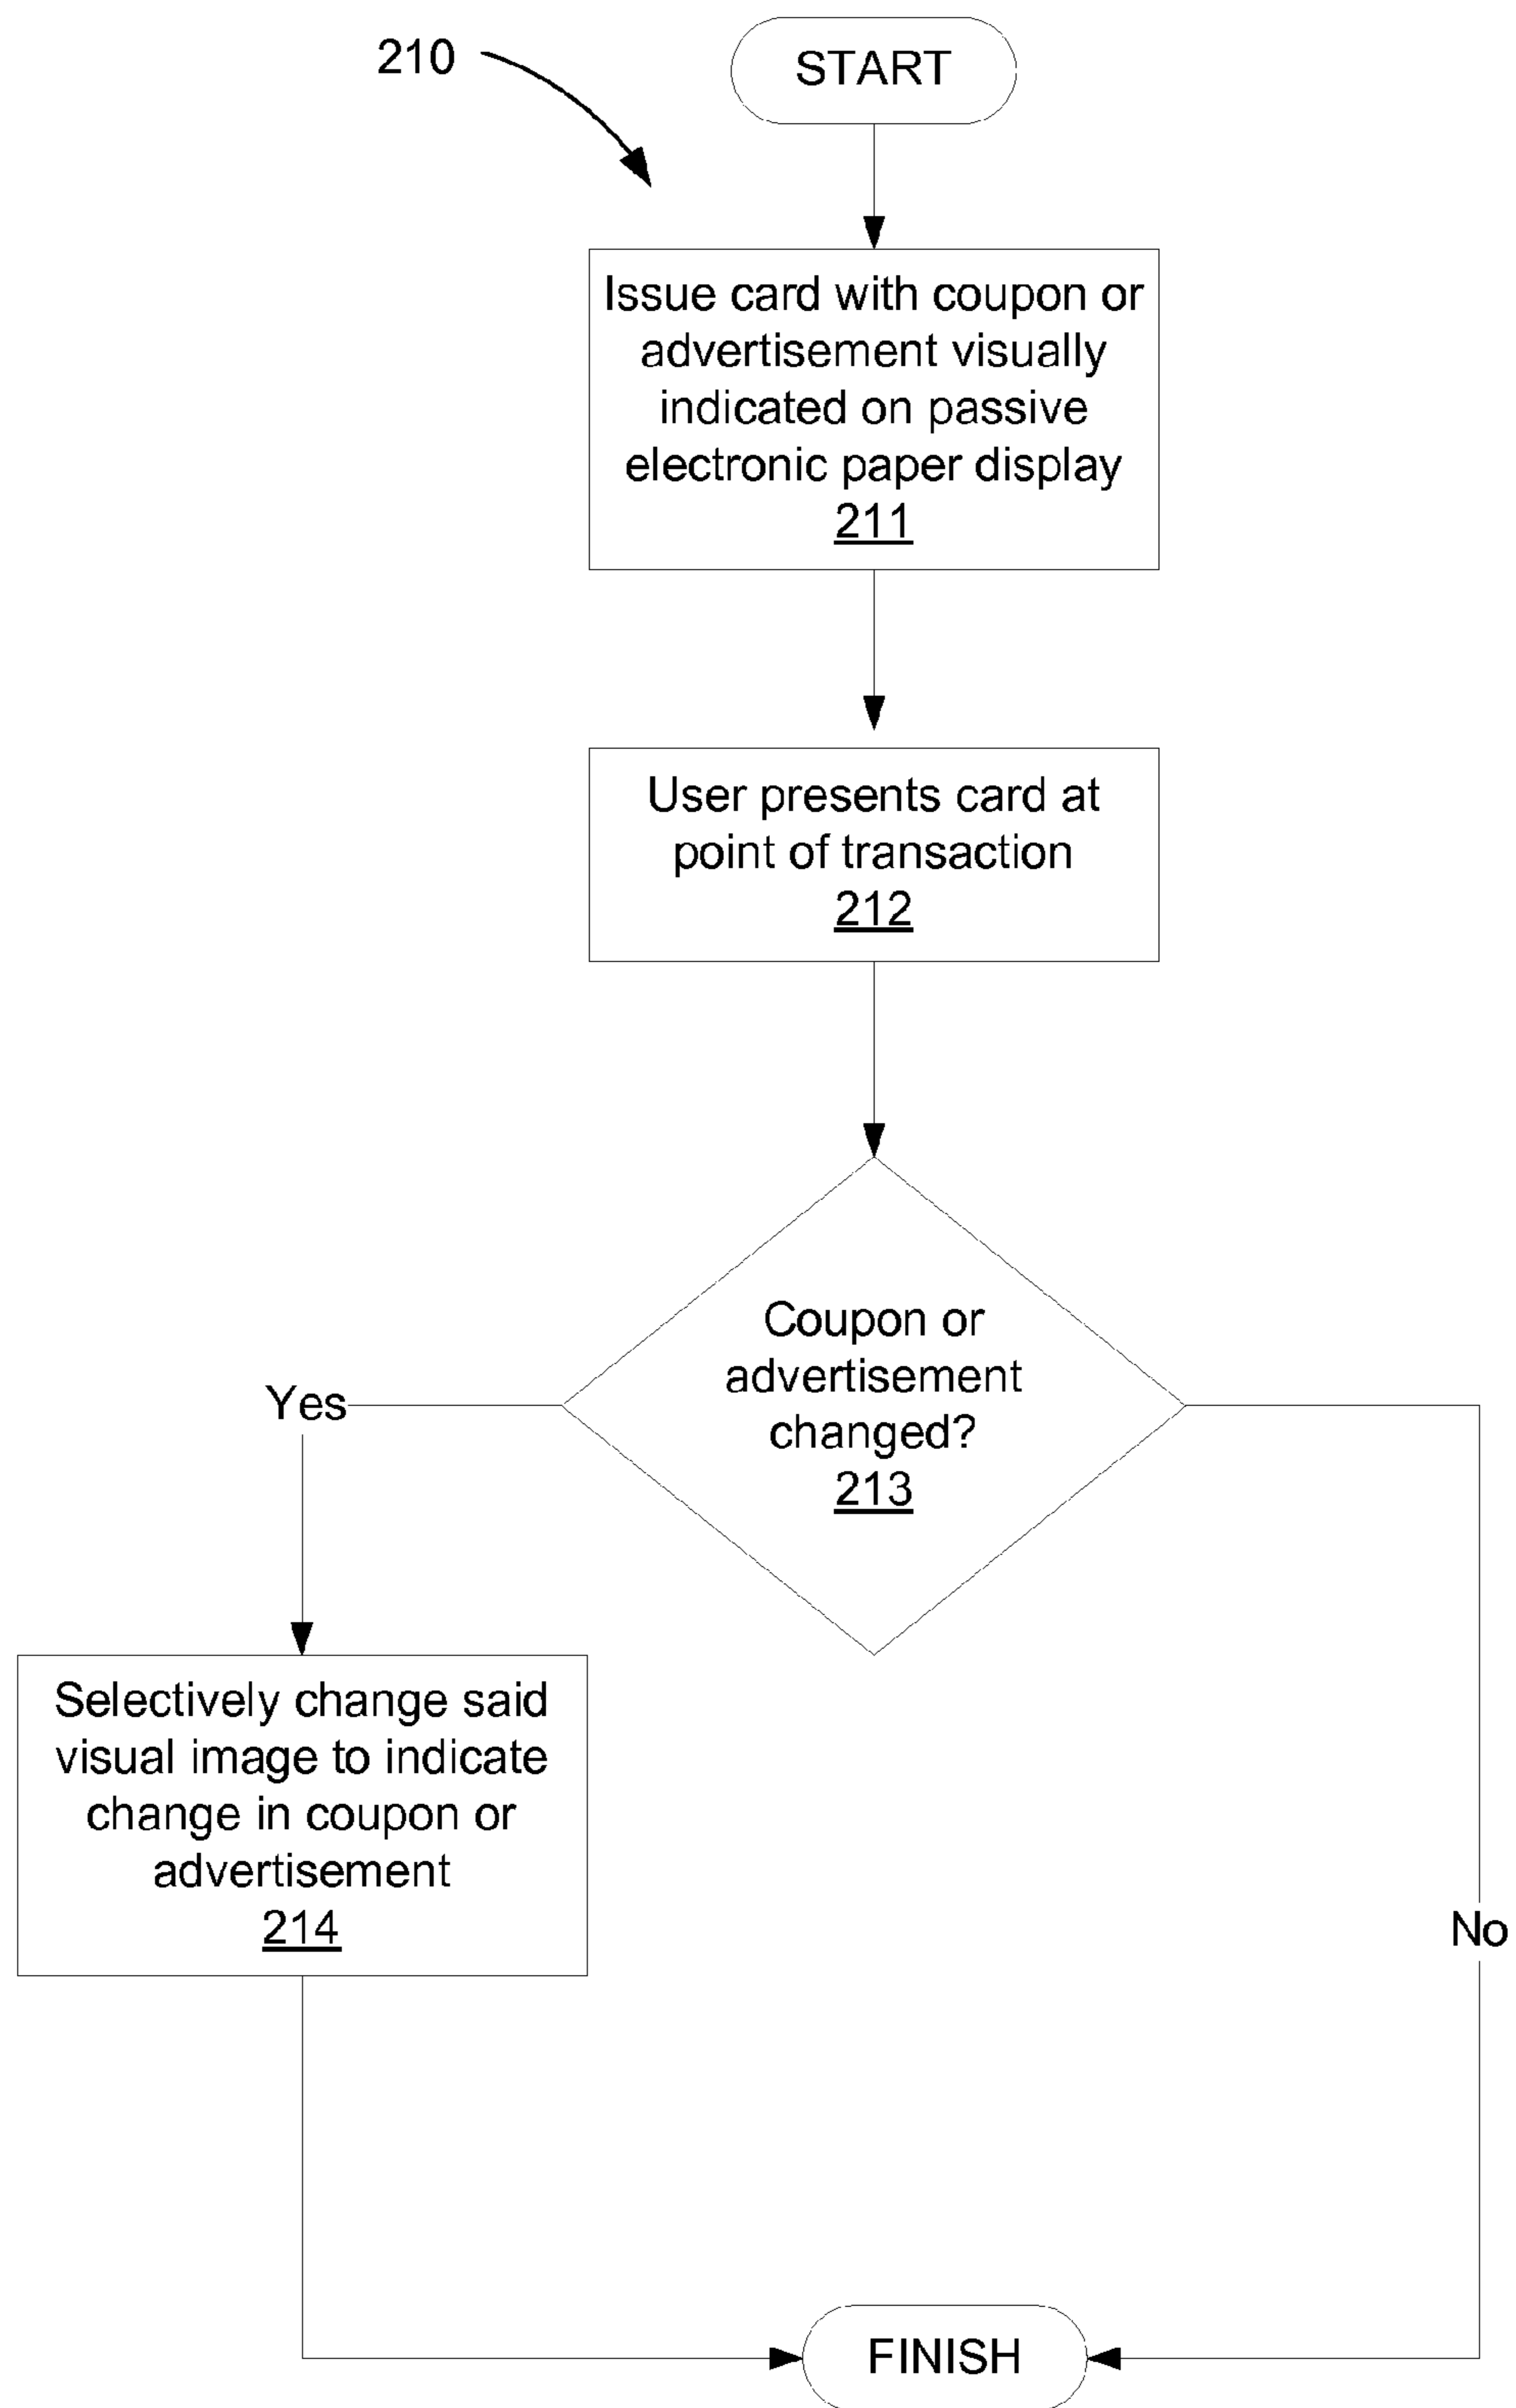 210
START
Issue card with coupon or
advertisement visually
indicated on passive
electronic paper display
211
User presents card at
point of transaction
212
Coupon or
advertisement
changed?
213
Yes
Selectively change said
visual image to indicate
change in coupon or
advertisement
214
No
FINISH